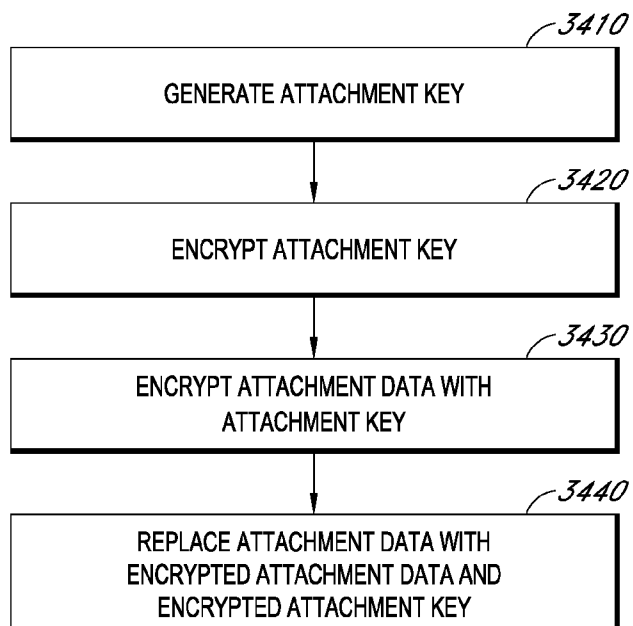 3410
GENERATE ATTACHMENT KEY
3420
ENCRYPT ATTACHMENT KEY
3430
ENCRYPT ATTACHMENT DATA WITH
ATTACHMENT KEY
3440
REPLACE ATTACHMENT DATA WITH
ENCRYPTED ATTACHMENT DATA AND
ENCRYPTED ATTACHMENT KEY